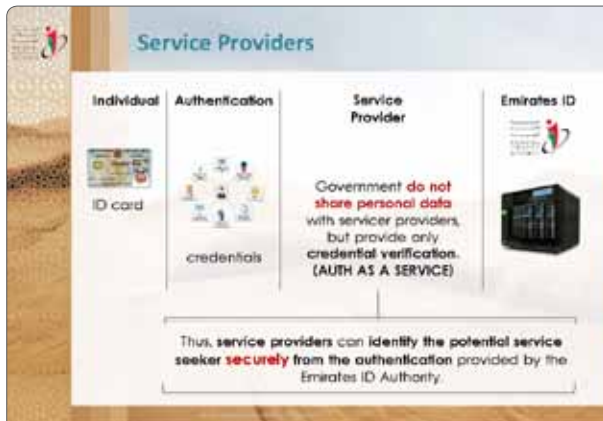 Service Providers
Individual
Authentication
Service
Provider
Emirates ID
ID card
credentials
Government do not
share personal data
with servicer providers,
but provide only
credential verification.
(AUTH AS A SERVICE)
Thus, service providers can identify the potential service
seeker securely from the authentication provided by the
Emirates ID Authority.